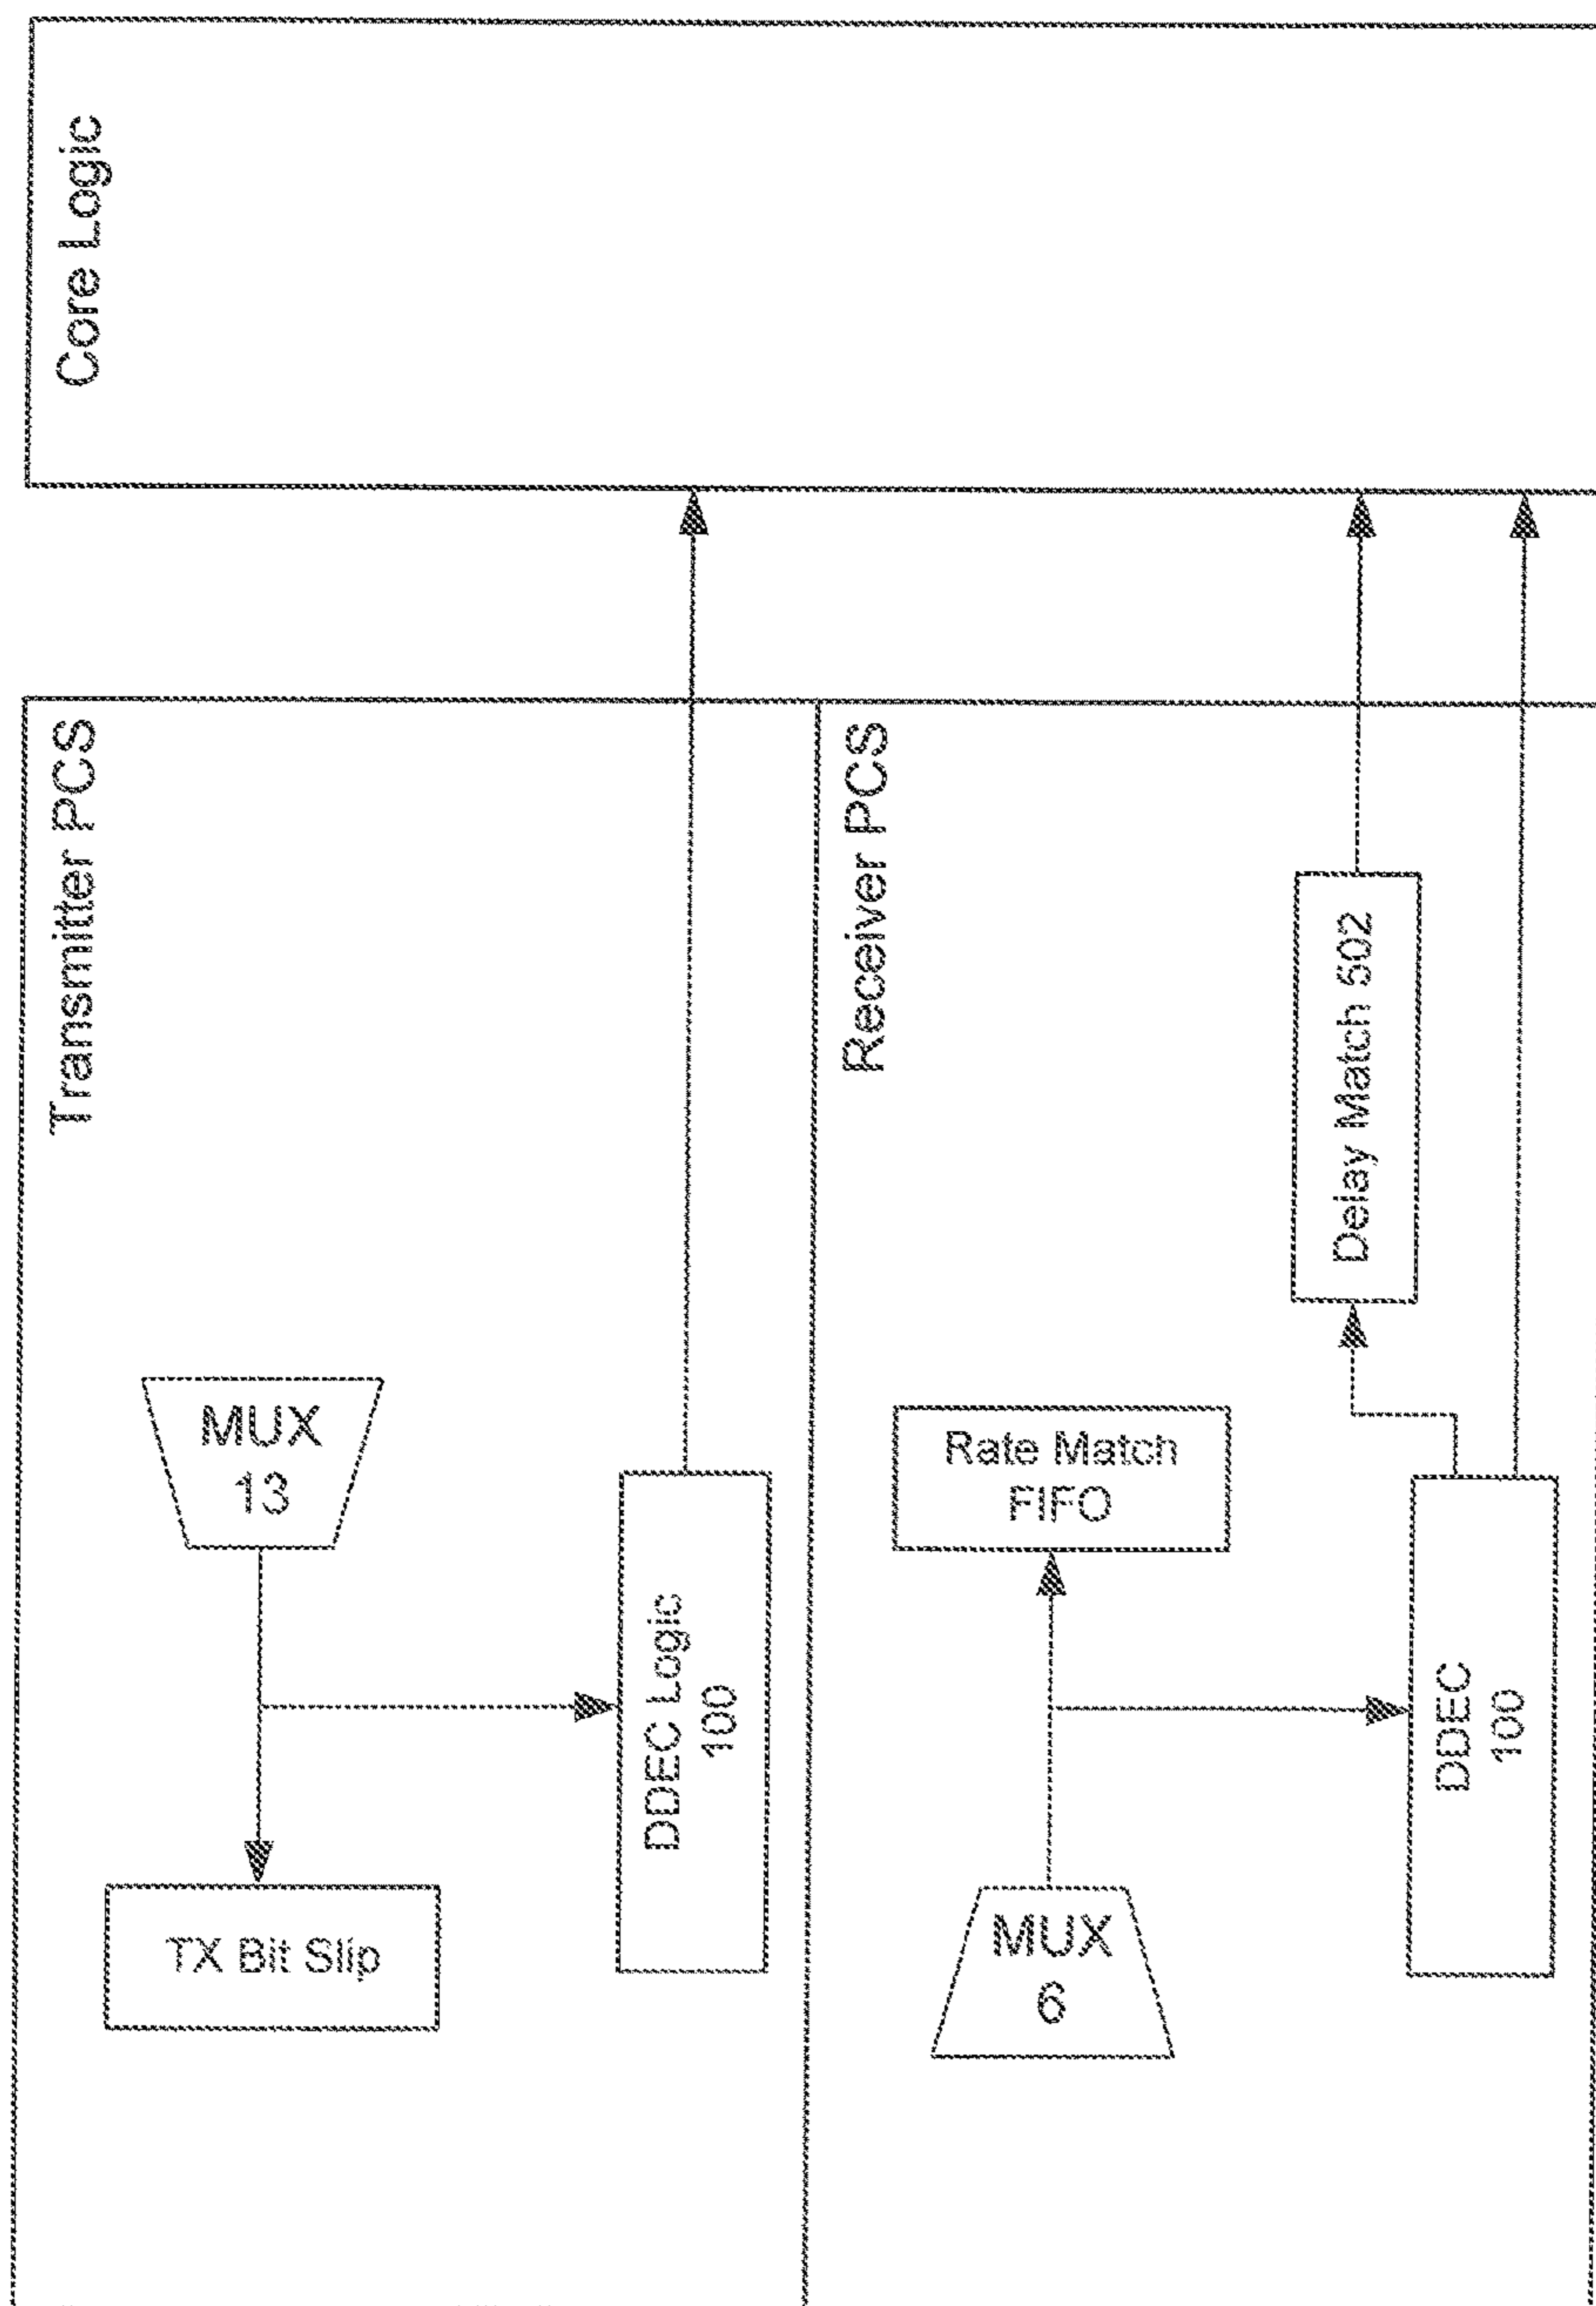 Core Logic
Transmitter PCS
MUX
13
DDEC Logic
100
TX Bit Slip
Receiver PCS
Delay Match 502
Rate Match
FIFO
DDEC
100
MUX
6